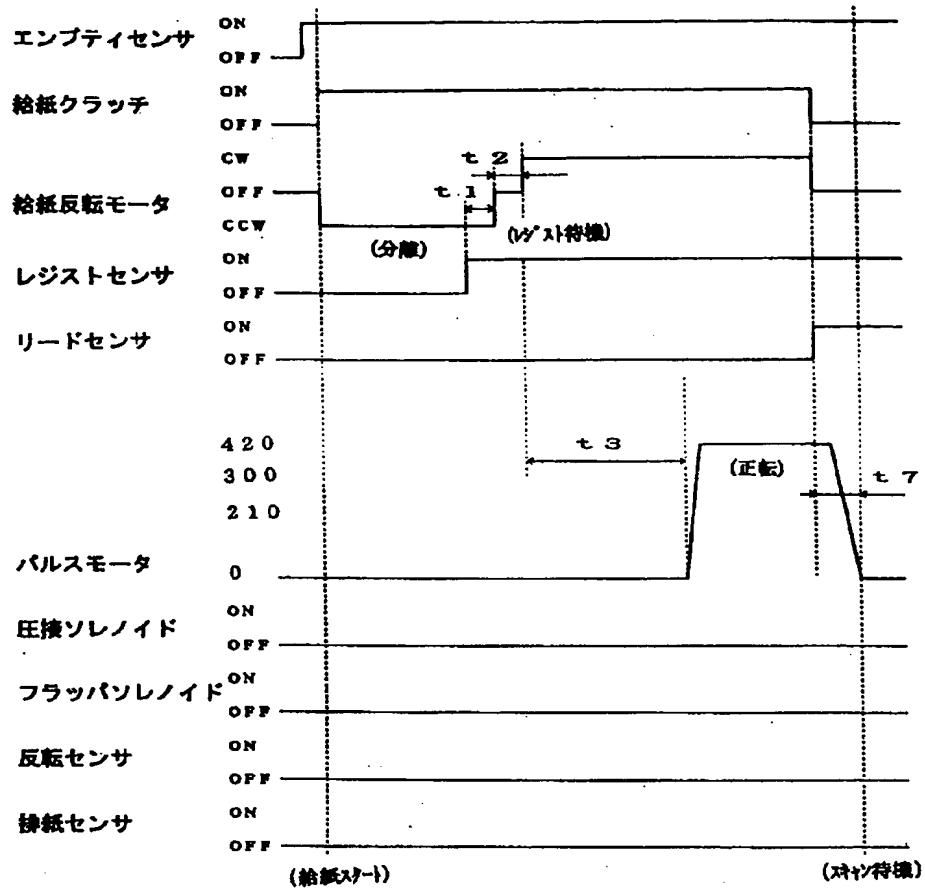 エンプティセンサ
ON
OFF
給紙クラッチ
ON
OFF
給紙反転モータ
CW
OFF
CCW
t1
t2
(分離)
(レジスト待機)
レジストセンサ
ON
OFF
リードセンサ
ON
OFF
420
300
210
0
t3
(正転)
t7
パルスモータ
圧接ソレノイド
ON
OFF
フラッパソレノイド
ON
OFF
反転センサ
ON
OFF
排紙センサ
ON
OFF
(給紙スタート)
(スキャン待機)